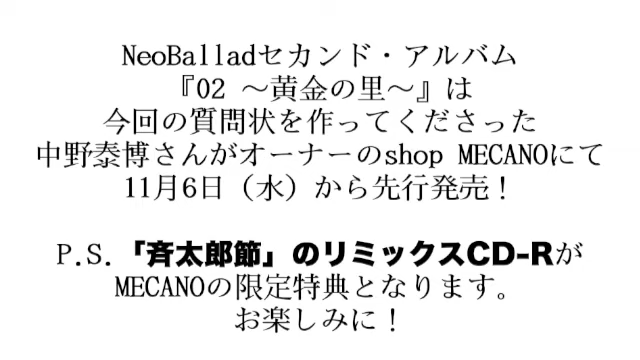 NeoBalladセカンド・アルバム
『02 ～黄金の里～』は
今回の質問状を作ってくださった
中野泰博さんがオーナーのshop MECANOにて
11月6日（水）から先行発売！
P.S.「斉太郎節」のリミックスCD-Rが
MECANOの限定特典となります。
お楽しみに！